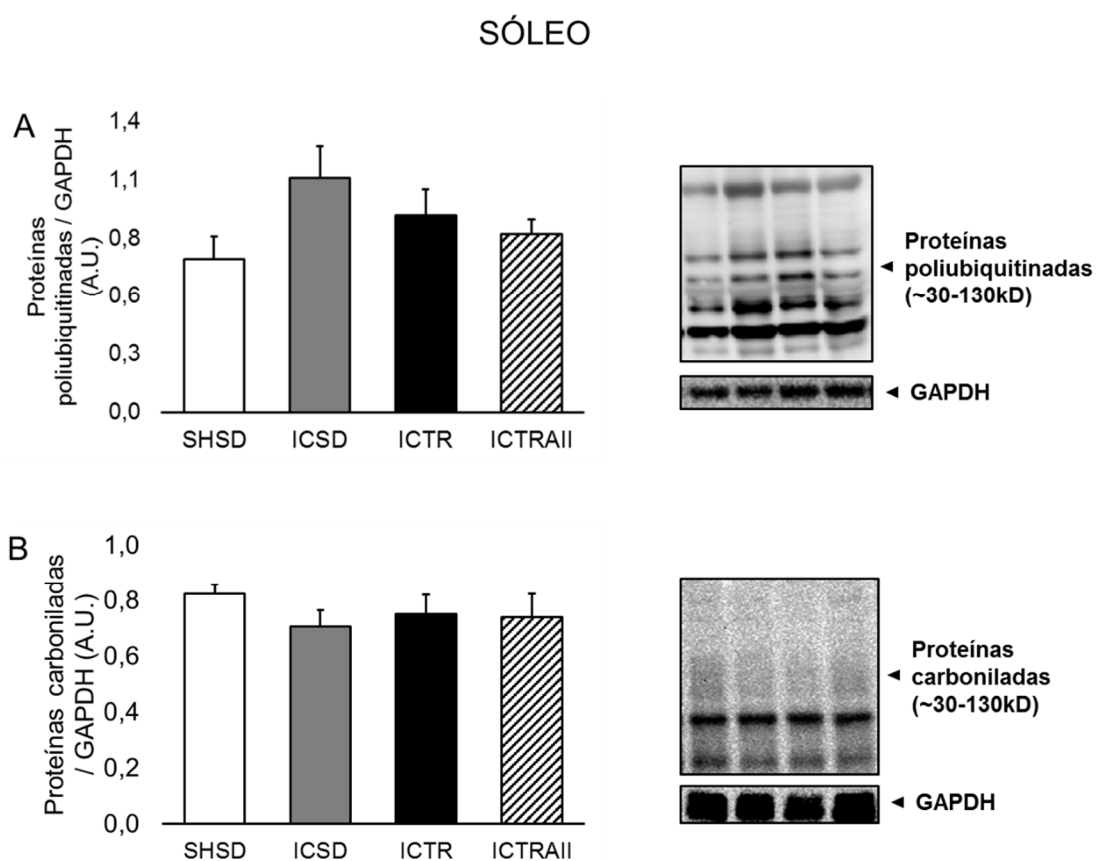 SÓLEO
A
Proteínas
poliubiquitinadas / GAPDH
(A.U.)
1,4
1,1
0,8
0,6
0,3
0,0
SHSD
ICSD
ICTR
ICTRAII
Proteínas
poliubiquitinadas
(~30-130kD)
GAPDH
B
Proteínas carboniladas
/ GAPDH (A.U.)
1,0
0,8
0,6
0,4
0,2
0,0
SHSD
ICSD
ICTR
ICTRAII
Proteínas
carboniladas
(~30-130kD)
GAPDH